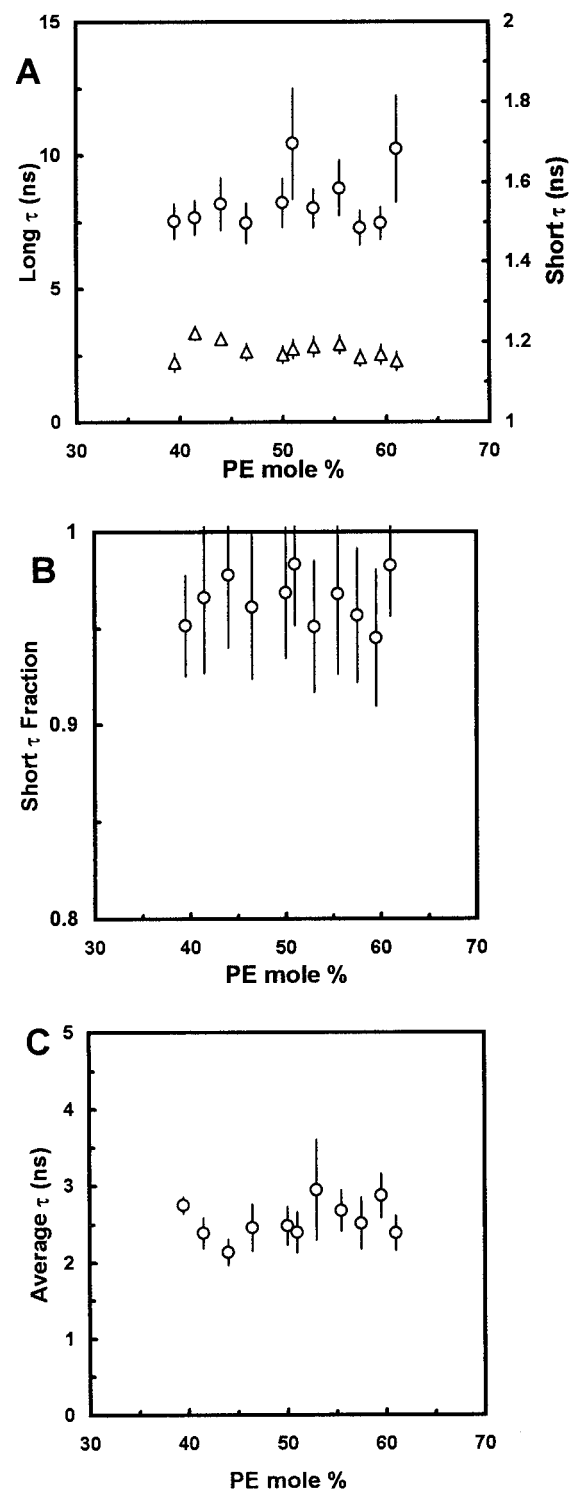 A
15
10
5
0
Long τ (ns)
2
1.8
1.6
1.4
1.2
1
Short τ (ns)
30 40 50 60 70
PE mole %
B
1
0.9
0.8
Short τ Fraction
30 40 50 60 70
PE mole %
C
5
4
3
2
1
0
Average τ (ns)
30 40 50 60 70
PE mole %